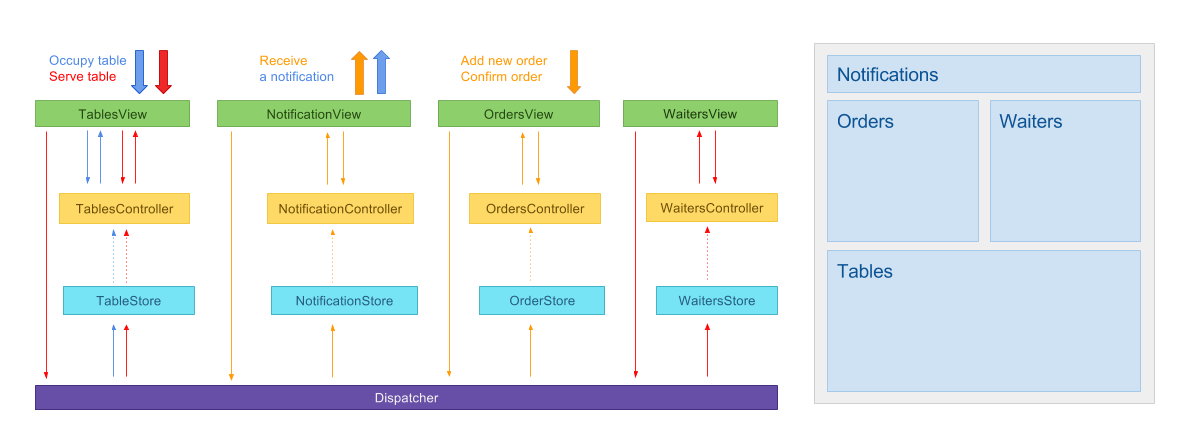 Occupy table
Serve table
Receive
a notification
Add new order
Confirm order
TablesView
NotificationView
OrdersView
WaitersView
TablesController
NotificationController
OrdersController
WaitersController
TableStore
NotificationStore
OrderStore
WaitersStore
Dispatcher
Notifications
Orders
Waiters
Tables